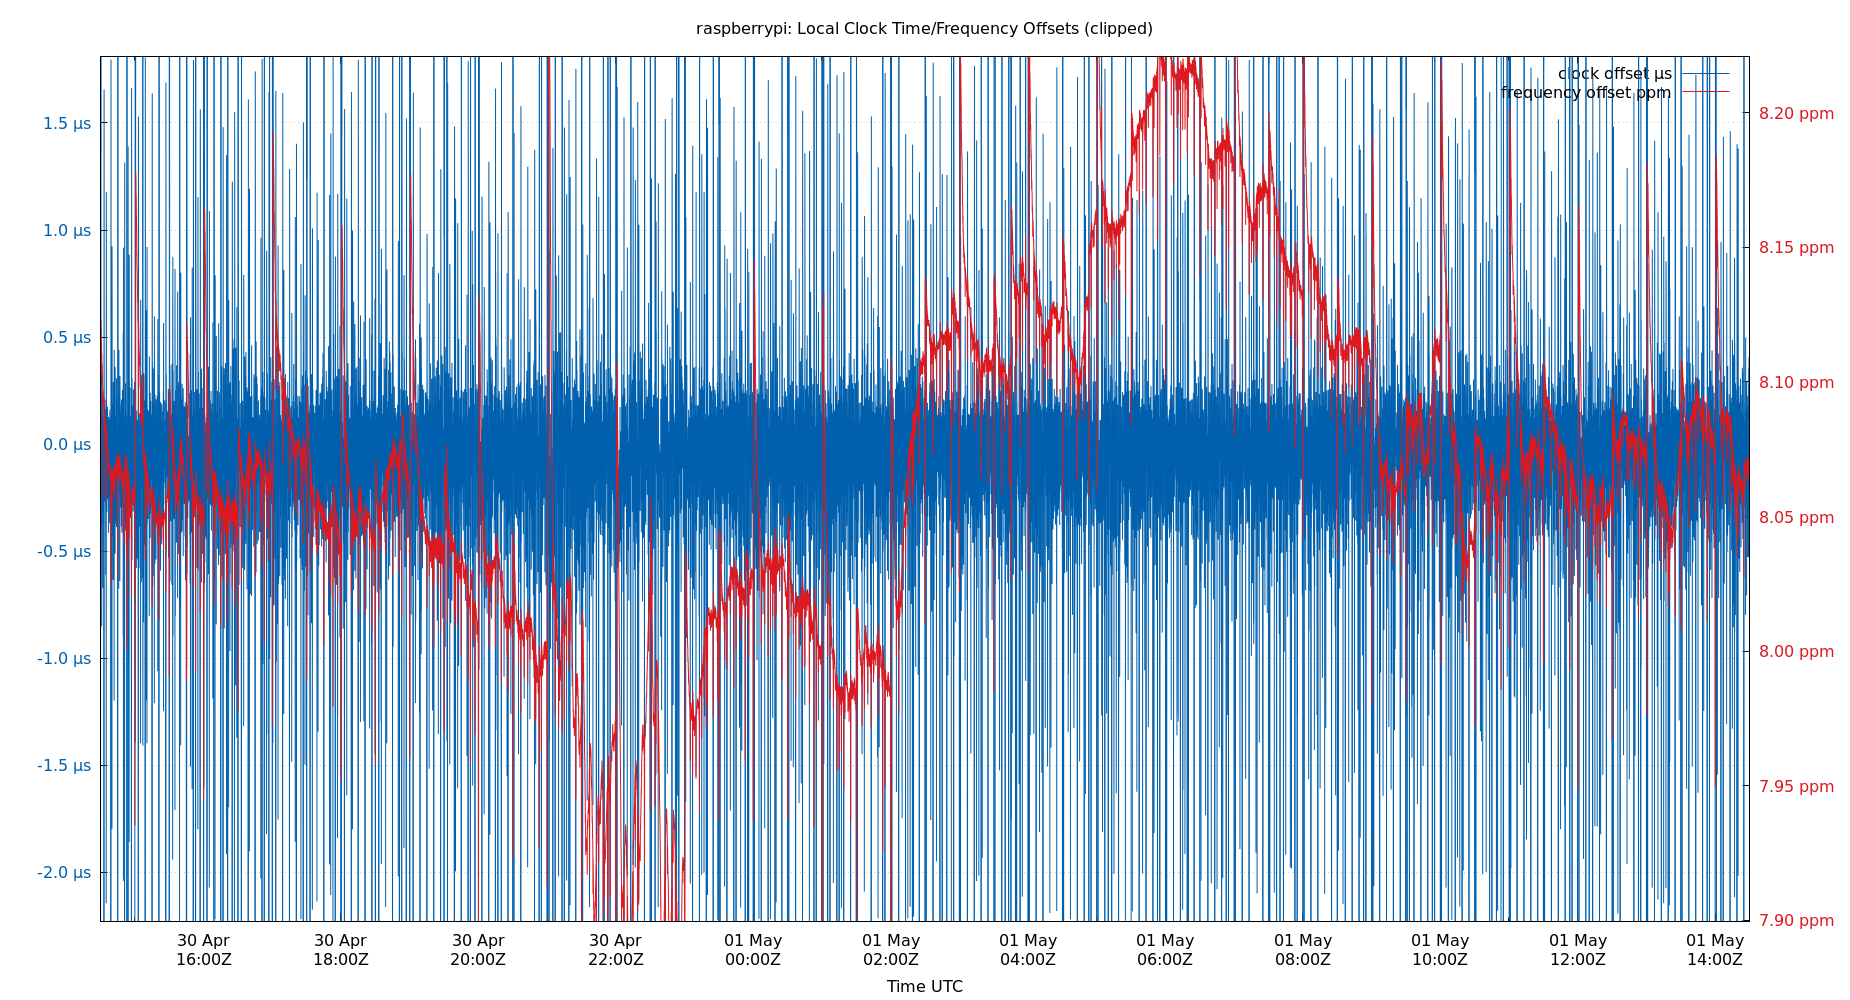 raspberrypi: Local Clock Time/Frequency Offsets (clipped)
clock offset µs
frequency offset ppm
1.5 µs
1.0 µs
0.5 µs
0.0 µs
-0.5 µs
-1.0 µs
-1.5 µs
-2.0 µs
8.20 ppm
8.15 ppm
8.10 ppm
8.05 ppm
8.00 ppm
7.95 ppm
7.90 ppm
30 Apr 30 Apr 30 Apr 30 Apr 01 May 01 May 01 May 01 May 01 May 01 May 01 May 01 May
16:00Z 18:00Z 20:00Z 22:00Z 00:00Z 02:00Z 04:00Z 06:00Z 08:00Z 10:00Z 12:00Z 14:00Z
Time UTC